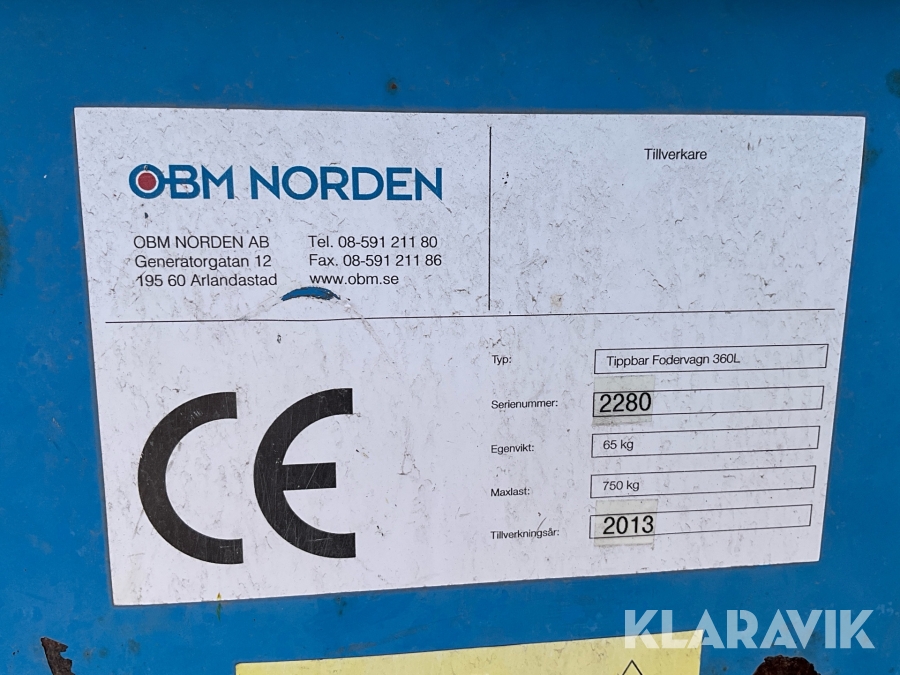 OBM NORDEN
OBM NORDEN AB
Generatorgatan 12
195 60 Arlandastad
Tel. 08-591 211 80
Fax. 08-591 211 86
www.obm.se
Tillverkare
CE
Typ: Tippbar Fodervagn 360L
Serienummer: 2280
Egenvikt: 65 kg
Maxlast: 750 kg
Tillverkningsår: 2013
KLARAVIK